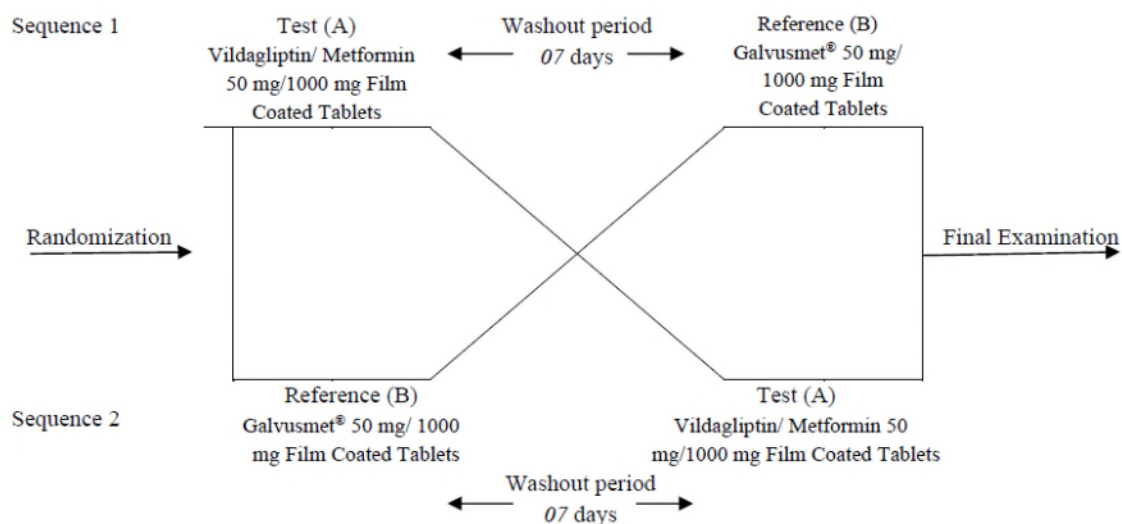 Sequence 1
Test (A)
Vildagliptin/ Metformin
50 mg/1000 mg Film
Coated Tablets
Washout period
07 days
Reference (B)
Galvusmet® 50 mg/
1000 mg Film
Coated Tablets
Randomization
Final Examination
Sequence 2
Reference (B)
Galvusmet® 50 mg/ 1000
mg Film Coated Tablets
Test (A)
Vildagliptin/ Metformin 50
mg/1000 mg Film Coated Tablets
Washout period
07 days